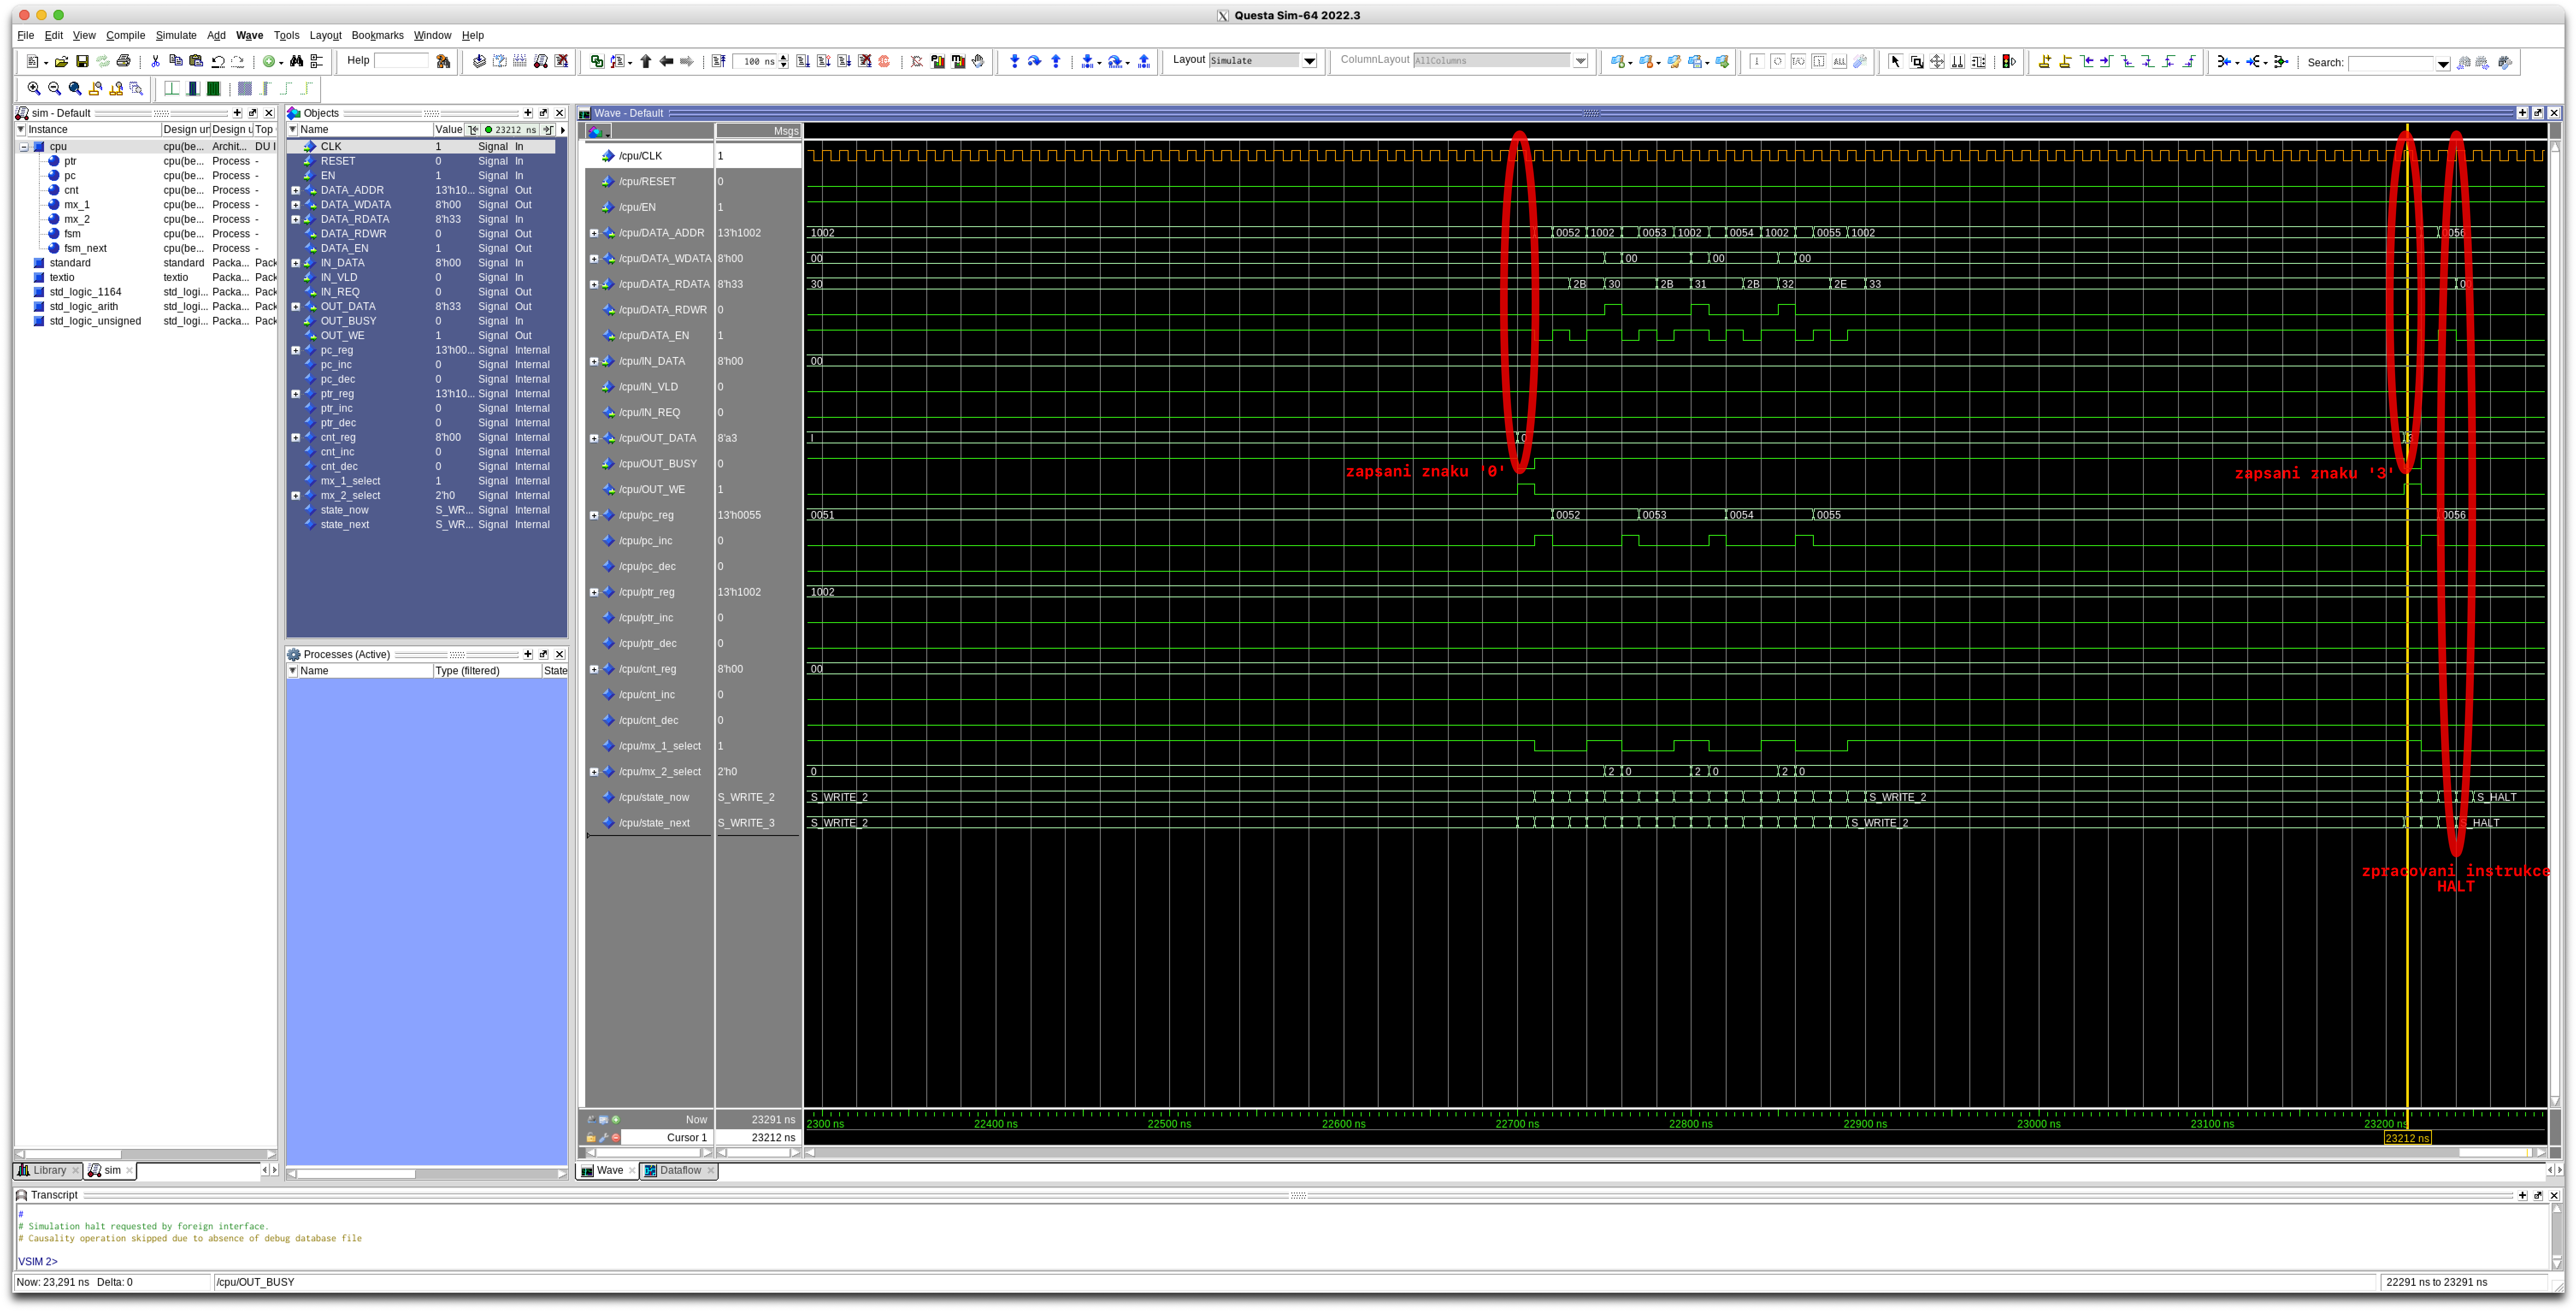 Questa Sim-64 2022.3
File Edit View Compile Simulate Add Wave Tools Layout Bookmarks Window Help
Help 100 ns Layout Simulate ColumnLayout AllColumns Search:
sim - Default
Instance Design ur Design u Top
cpu cpu(be... Archit... DU I
ptr cpu(be... Process -
pc cpu(be... Process -
cnt cpu(be... Process -
mx_1 cpu(be... Process -
mx_2 cpu(be... Process -
fsm cpu(be... Process -
fsm_next cpu(be... Process -
standard standard Packa... Pack
textio textio Packa... Pack
std_logic_1164 std_logi... Packa... Pack
std_logic_arith std_logi... Packa... Pack
std_logic_unsigned std_logi... Packa... Pack
Library sim
Objects
Name Value 23212 ns
CLK 1 Signal In
RESET 0 Signal In
EN 1 Signal In
DATA_ADDR 13'h10... Signal Out
DATA_WDATA 8'h00 Signal Out
DATA_RDATA 8'h33 Signal In
DATA_RDWR 0 Signal Out
DATA_EN 1 Signal Out
IN_DATA 8'h00 Signal In
IN_VLD 0 Signal In
IN_REQ 0 Signal Out
OUT_DATA 8'h33 Signal Out
OUT_BUSY 0 Signal In
OUT_WE 1 Signal Out
pc_reg 13'h00... Signal Internal
pc_inc 0 Signal Internal
pc_dec 0 Signal Internal
ptr_reg 13'h10... Signal Internal
ptr_inc 0 Signal Internal
ptr_dec 0 Signal Internal
cnt_reg 8'h00 Signal Internal
cnt_inc 0 Signal Internal
cnt_dec 0 Signal Internal
mx_1_select 1 Signal Internal
mx_2_select 2'h0 Signal Internal
state_now S_WR... Signal Internal
state_next S_WR... Signal Internal
Processes (Active)
Name Type (filtered) State
Wave - Default
Msgs
/cpu/CLK 1
/cpu/RESET 0
/cpu/EN 1
/cpu/DATA_ADDR 13'h1002 1002 0052 1002 0053 1002 0054 1002 0055 1002 0056
/cpu/DATA_WDATA 8'h00 00 00 00 00
/cpu/DATA_RDATA 8'h33 30 2B 30 2B 31 2B 32 2E 33 00
/cpu/DATA_RDWR 0
/cpu/DATA_EN 1
/cpu/IN_DATA 8'h00 00
/cpu/IN_VLD 0
/cpu/IN_REQ 0
/cpu/OUT_DATA 8'a3 l 0 3
/cpu/OUT_BUSY 0
zapsani znaku '0' zapsani znaku '3'
/cpu/OUT_WE 1
/cpu/pc_reg 13'h0055 0051 0052 0053 0054 0055 0056
/cpu/pc_inc 0
/cpu/pc_dec 0
/cpu/ptr_reg 13'h1002 1002
/cpu/ptr_inc 0
/cpu/ptr_dec 0
/cpu/cnt_reg 8'h00 00
/cpu/cnt_inc 0
/cpu/cnt_dec 0
/cpu/mx_1_select 1
/cpu/mx_2_select 2'h0 0 2 0 2 0 2 0
/cpu/state_now S_WRITE_2 S_WRITE_2 S_WRITE_2 S_HALT
/cpu/state_next S_WRITE_3 S_WRITE_2 S_WRITE_2 S_HALT
zpracovani instrukce
HALT
Now 23291 ns 2300 ns 22400 ns 22500 ns 22600 ns 22700 ns 22800 ns 22900 ns 23000 ns 23100 ns 23200 ns
Cursor 1 23212 ns 23212 ns
Wave Dataflow
Transcript
#
# Simulation halt requested by foreign interface.
# Causality operation skipped due to absence of debug database file
VSIM 2>
Now: 23,291 ns Delta: 0 /cpu/OUT_BUSY 22291 ns to 23291 ns